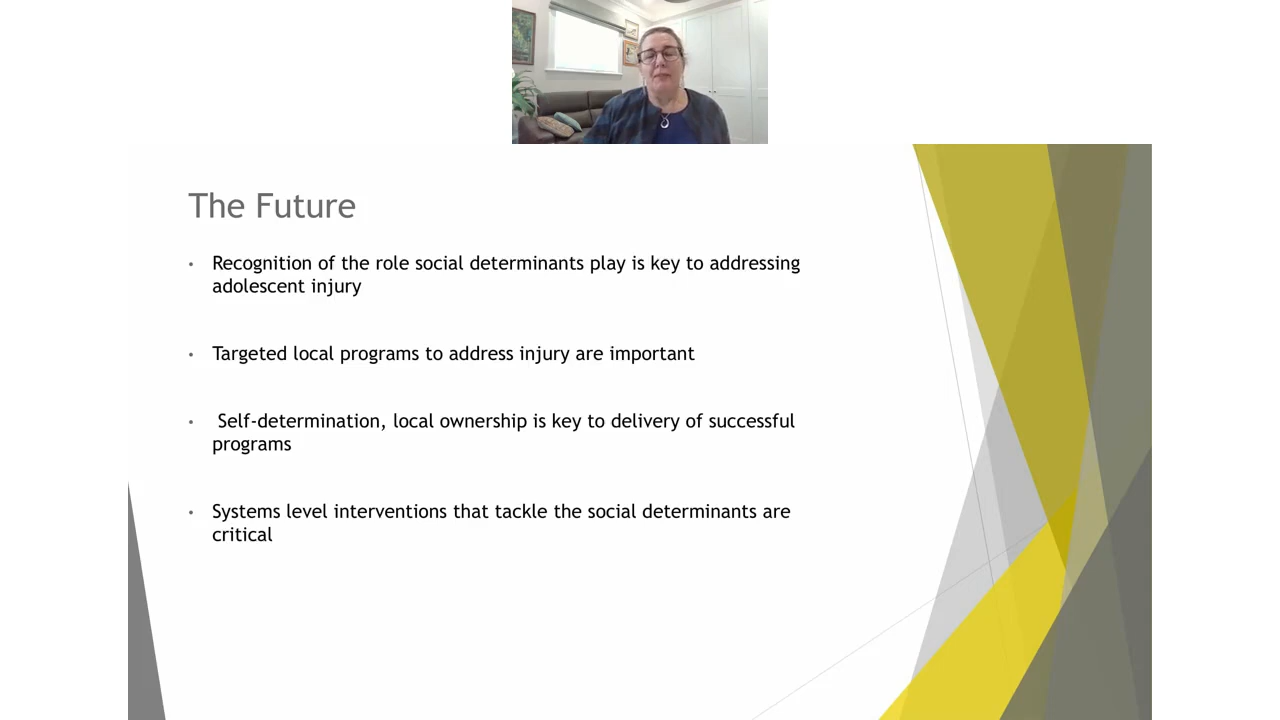 The Future
• Recognition of the role social determinants play is key to addressing
adolescent injury
• Targeted local programs to address injury are important
• Self-determination, local ownership is key to delivery of successful
programs
• Systems level interventions that tackle the social determinants are
critical